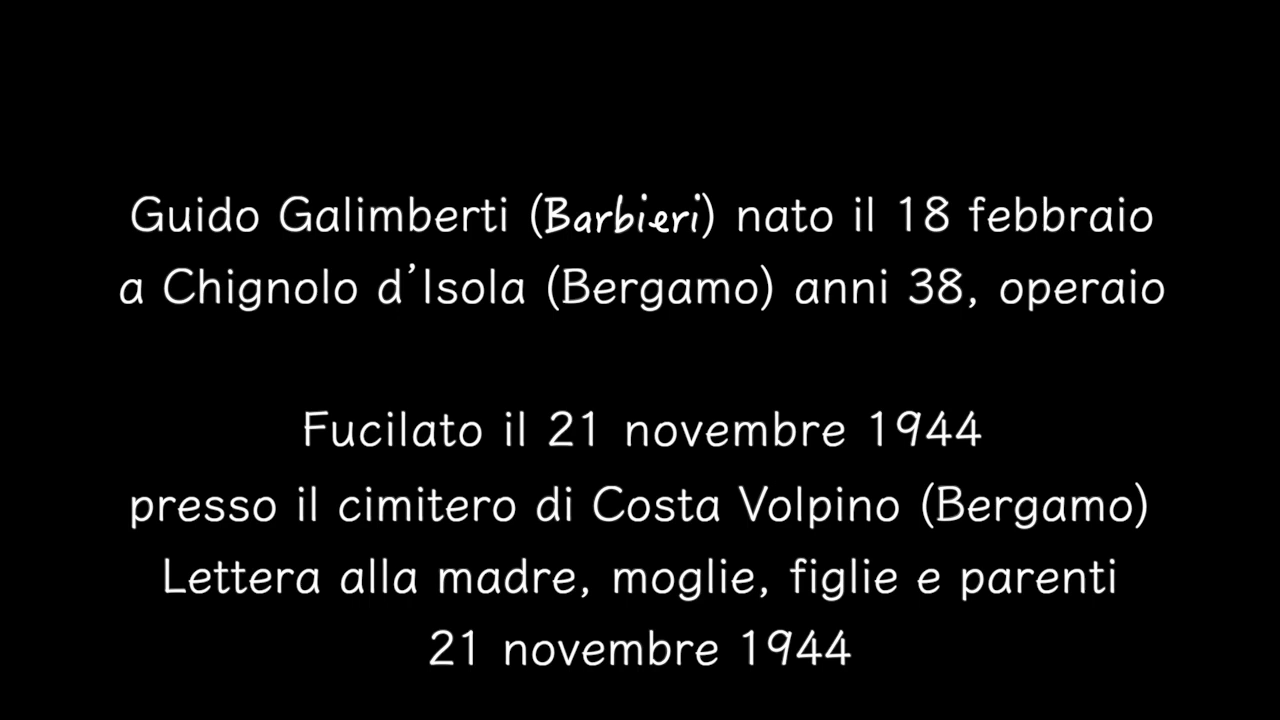 Guido Galimberti (Barbieri) nato il 18 febbraio
a Chignolo d’Isola (Bergamo) anni 38, operaio
Fucilato il 21 novembre 1944
presso il cimitero di Costa Volpino (Bergamo)
Lettera alla madre, moglie, figlie e parenti
21 novembre 1944